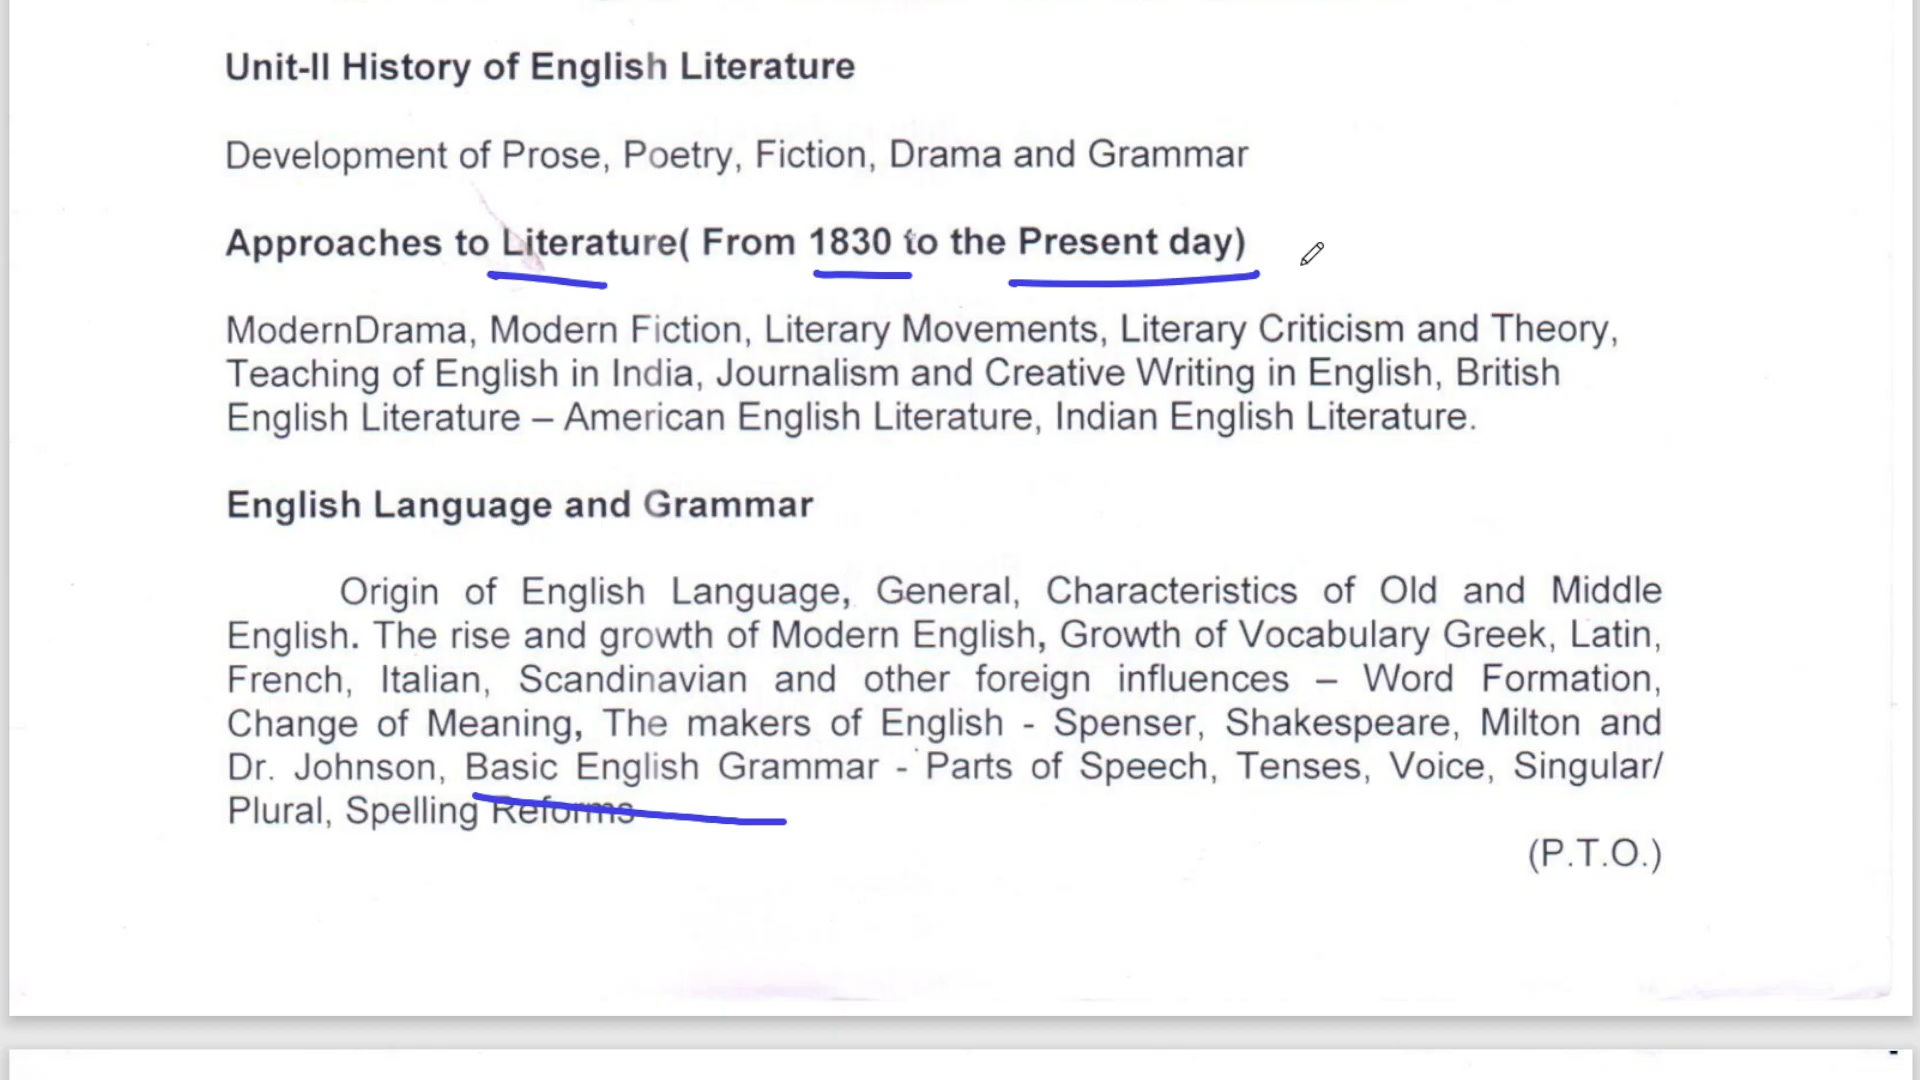 Unit-II History of English Literature
Development of Prose, Poetry, Fiction, Drama and Grammar
Approaches to Literature( From 1830 to the Present day)
ModernDrama, Modern Fiction, Literary Movements, Literary Criticism and Theory,
Teaching of English in India, Journalism and Creative Writing in English, British
English Literature – American English Literature, Indian English Literature.
English Language and Grammar
Origin of English Language, General, Characteristics of Old and Middle
English. The rise and growth of Modern English, Growth of Vocabulary Greek, Latin,
French, Italian, Scandinavian and other foreign influences – Word Formation,
Change of Meaning, The makers of English - Spenser, Shakespeare, Milton and
Dr. Johnson, Basic English Grammar - Parts of Speech, Tenses, Voice, Singular/
Plural, Spelling Reforms
(P.T.O.)